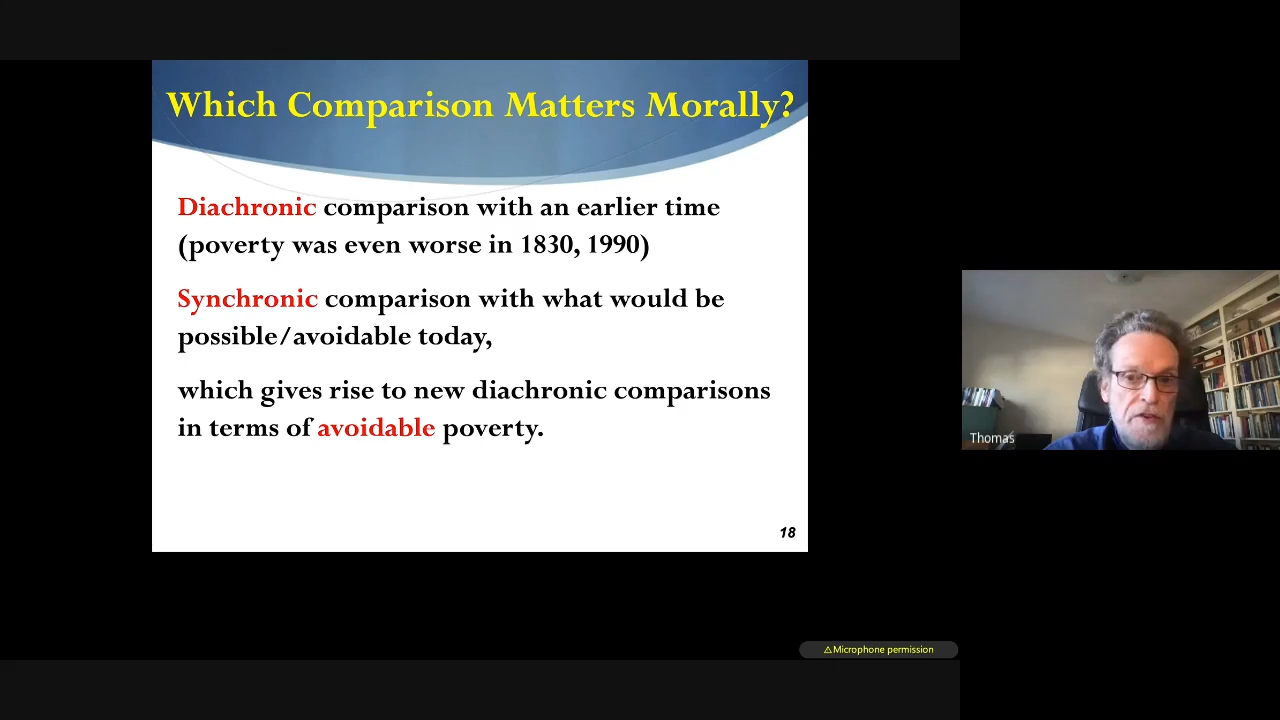 Which Comparison Matters Morally?
Diachronic comparison with an earlier time
(poverty was even worse in 1830, 1990)
Synchronic comparison with what would be
possible/avoidable today,
which gives rise to new diachronic comparisons
in terms of avoidable poverty.
18
Thomas
⚠Microphone permission